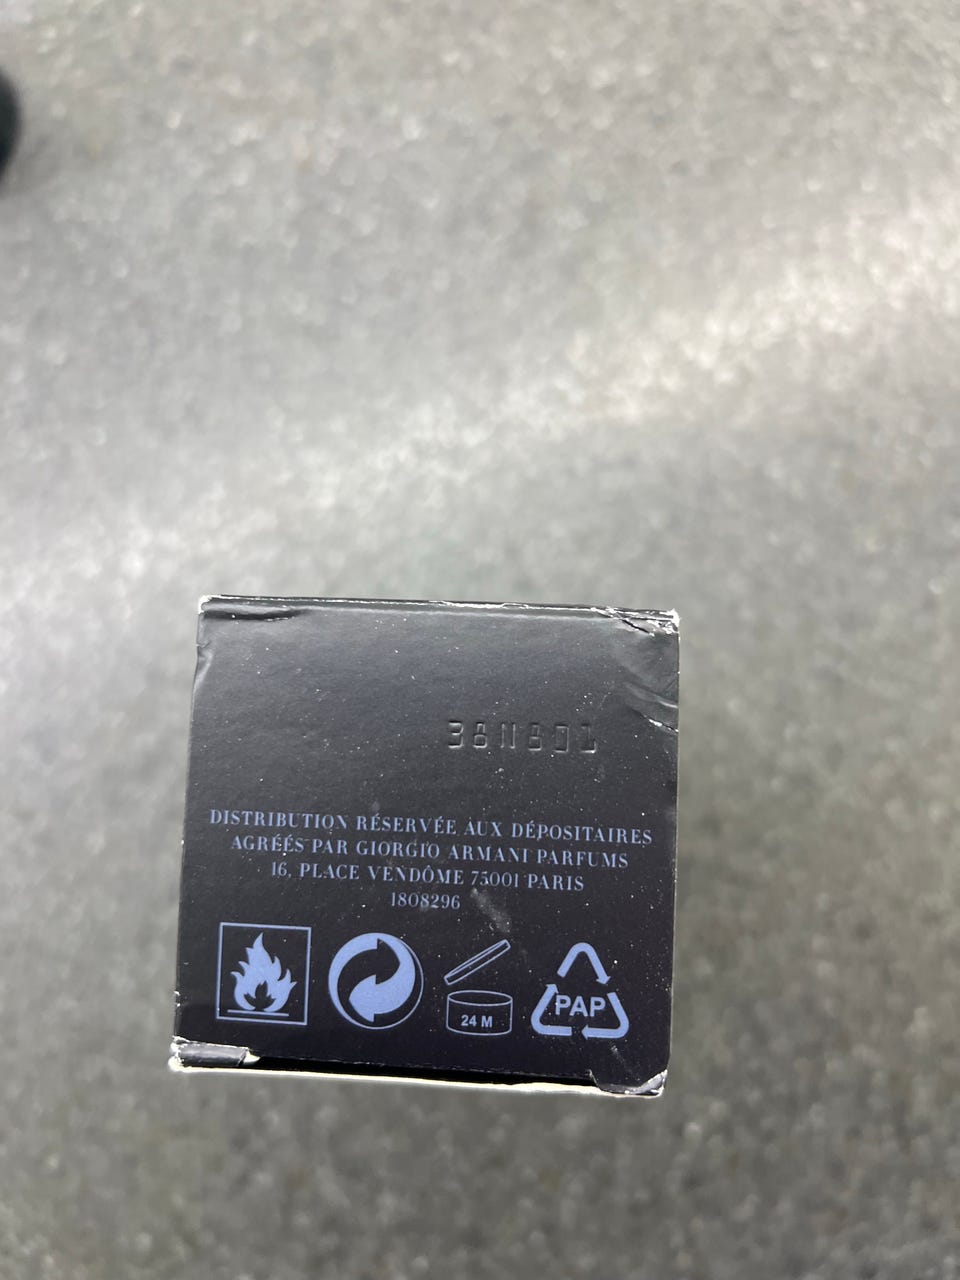 38N801
DISTRIBUTION RÉSERVÉE AUX DÉPOSITAIRES
AGRÉÉS PAR GIORGIO ARMANI PARFUMS
16, PLACE VENDÔME 75001 PARIS
1808296
24 M
PAP